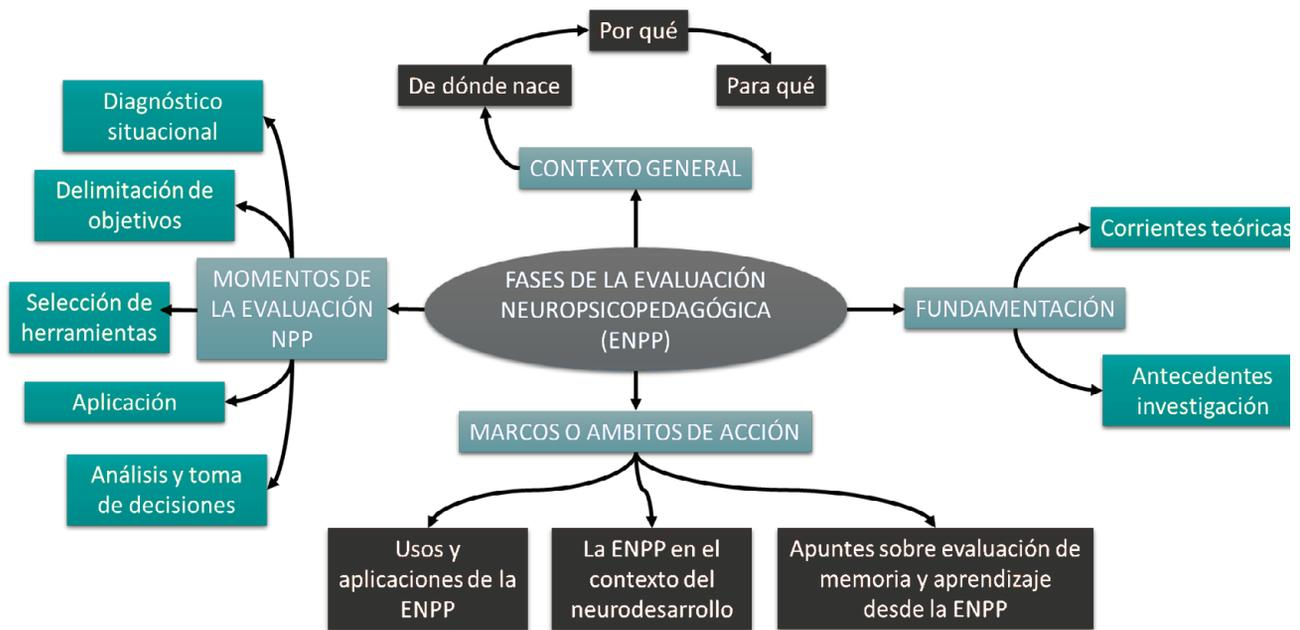 Por qué
De dónde nace
Para qué
CONTEXTO GENERAL
Diagnóstico
situacional
Delimitación de
objetivos
Selección de
herramientas
Aplicación
Análisis y toma
de decisiones
MOMENTOS DE
LA EVALUACIÓN
NPP
FASES DE LA EVALUACIÓN
NEUROPSICOPEDAGÓGICA
(ENPP)
FUNDAMENTACIÓN
Corrientes teóricas
Antecedentes
investigación
MARCOS O AMBITOS DE ACCIÓN
Usos y
aplicaciones de la
ENPP
La ENPP en el
contexto del
neurodesarrollo
Apuntes sobre evaluación de
memoria y aprendizaje
desde la ENPP